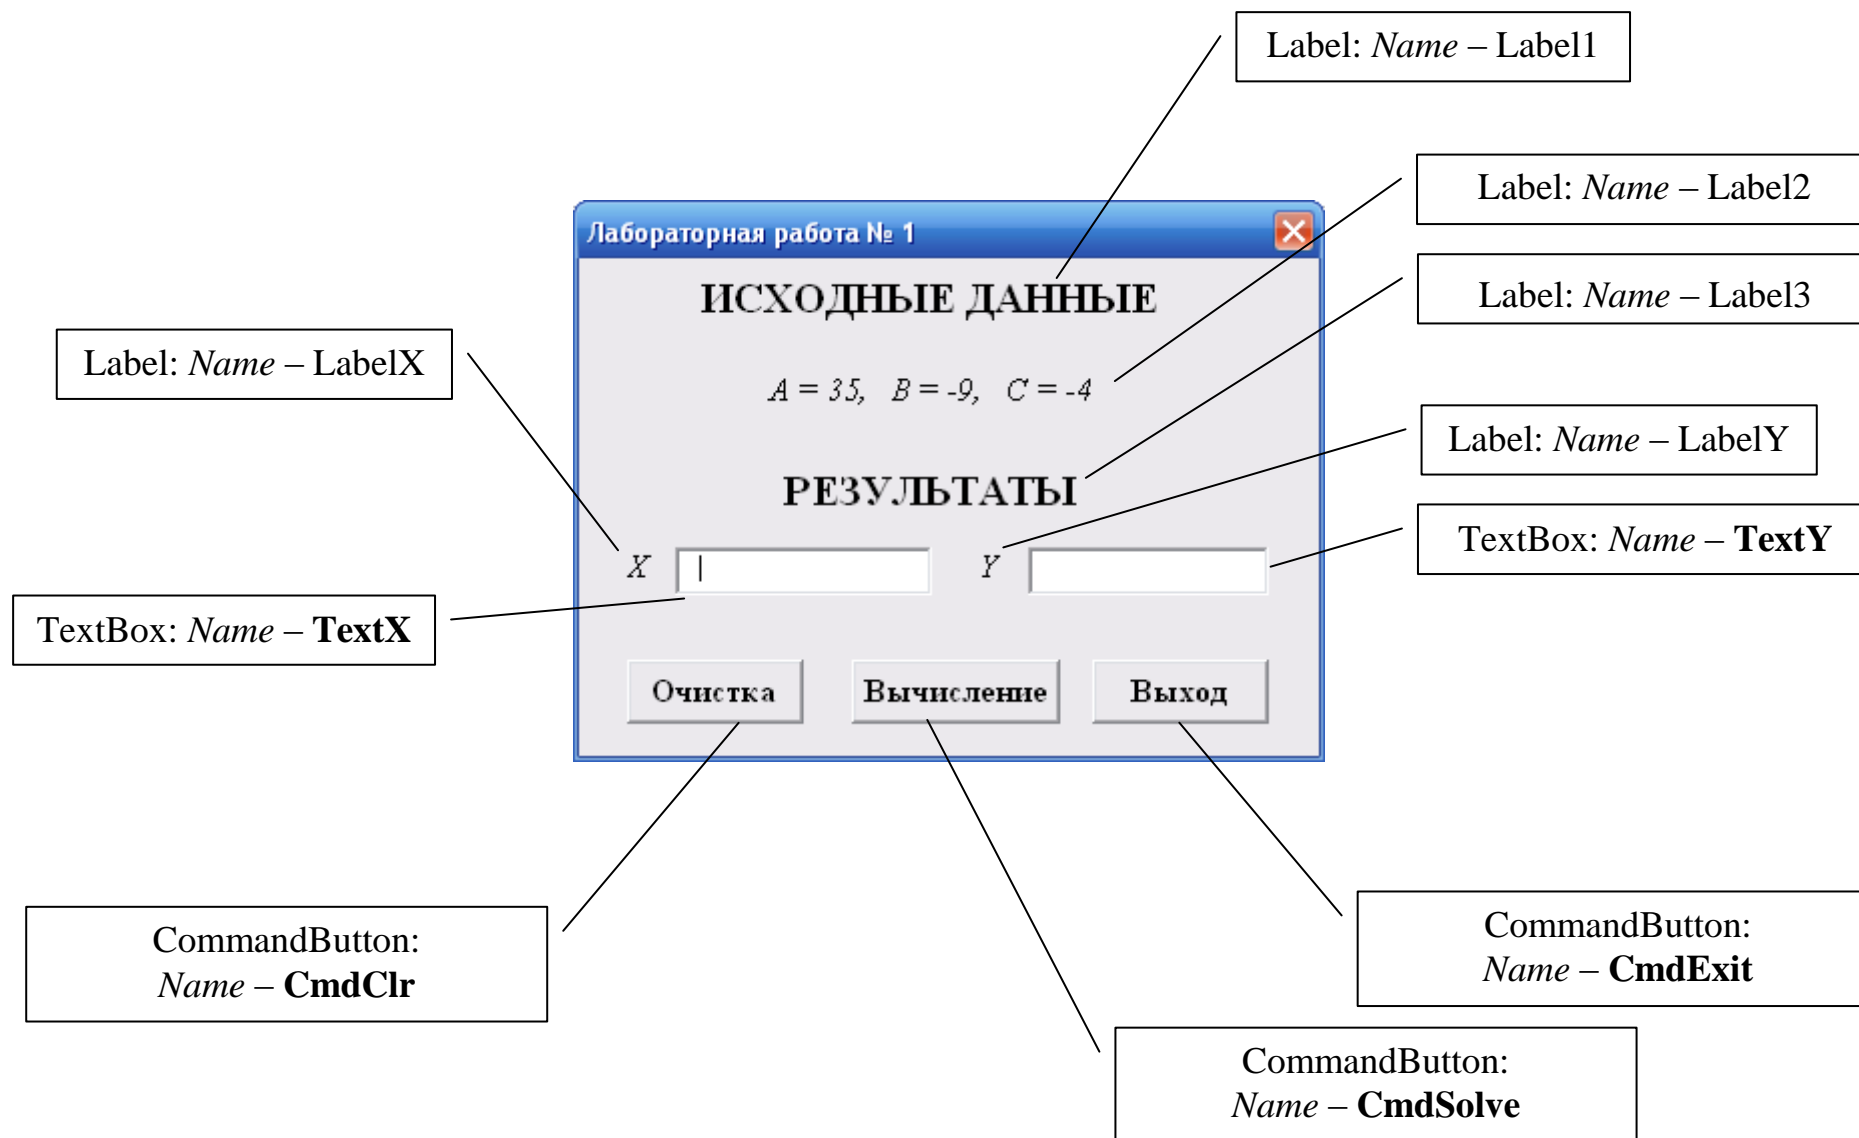 Label: Name – Label1
Label: Name – Label2
Лабораторная работа № 1
ИСХОДНЫЕ ДАННЫЕ
Label: Name – Label3
Label: Name – LabelX
A = 35, B = -9, C = -4
Label: Name – LabelY
РЕЗУЛЬТАТЫ
TextBox: Name – TextY
X
Y
TextBox: Name – TextX
Очистка
Вычисление
Выход
CommandButton:
Name – CmdClr
CommandButton:
Name – CmdExit
CommandButton:
Name – CmdSolve